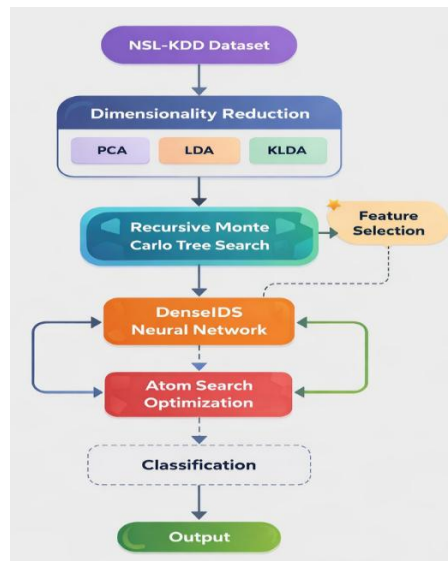 NSL-KDD Dataset
Dimensionality Reduction
PCA
LDA
KLDA
Recursive Monte
Carlo Tree Search
Feature
Selection
DenseIDS
Neural Network
Atom Search
Optimization
Classification
Output